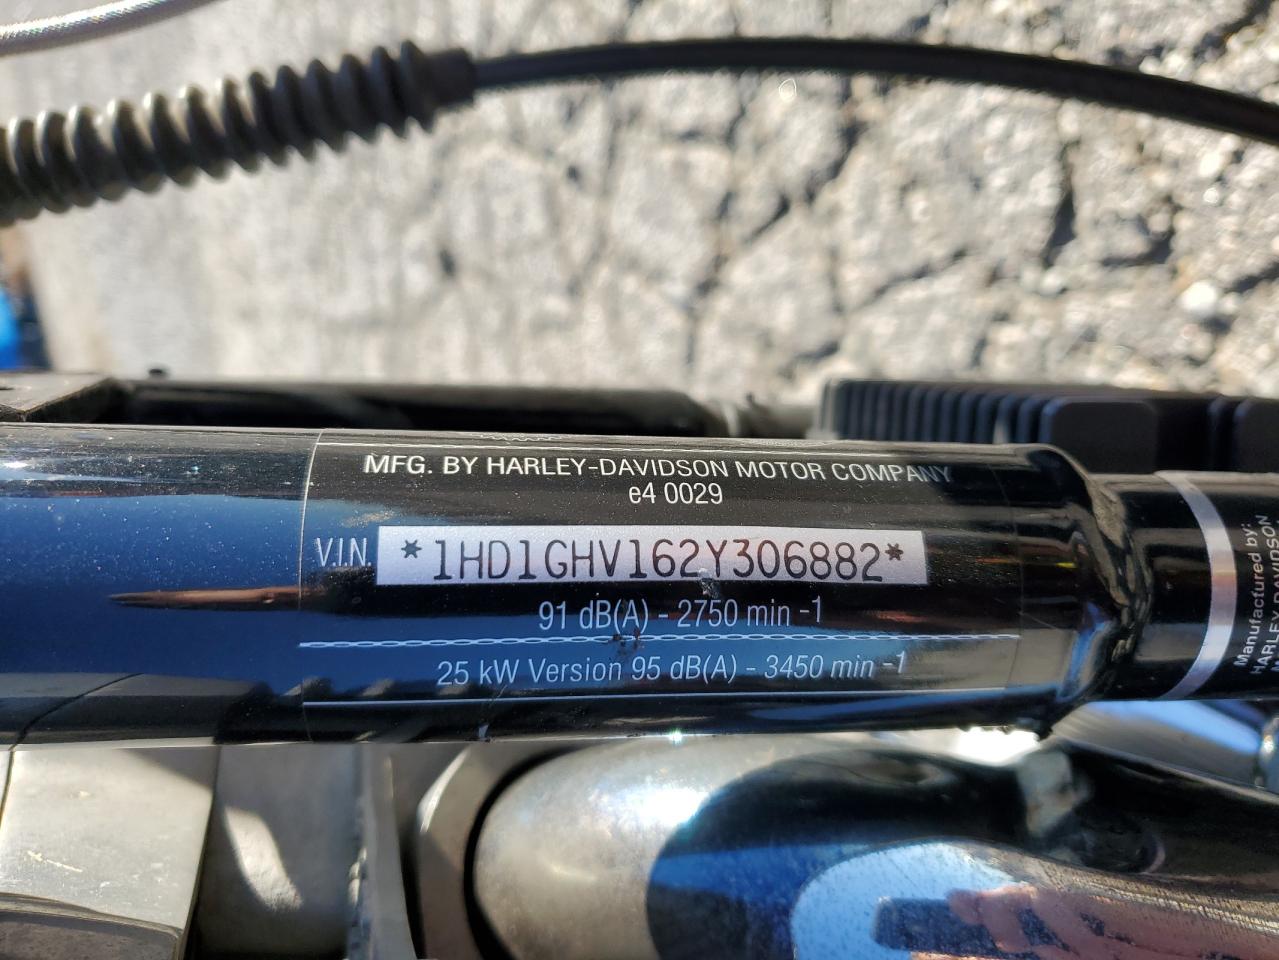 MFG. BY HARLEY-DAVIDSON MOTOR COMPANY
e4 0029
V.I.N. *1HD1GHV162Y306882*
91 dB(A) - 2750 min -1
25 kW Version 95 dB(A) - 3450 min -1
Manufactured by:
HARLEY-DAVIDSON